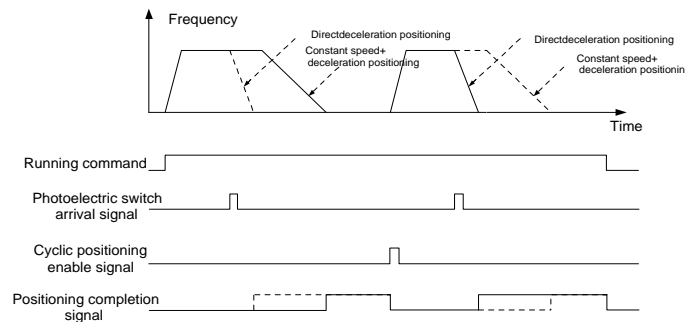 Frequency
Directdeceleration positioning
Constant speed+
deceleration positioning
Directdeceleration positioning
Constant speed+
deceleration positionin
Time
Running command
Photoelectric switch
arrival signal
Cyclic positioning
enable signal
Positioning completion
signal